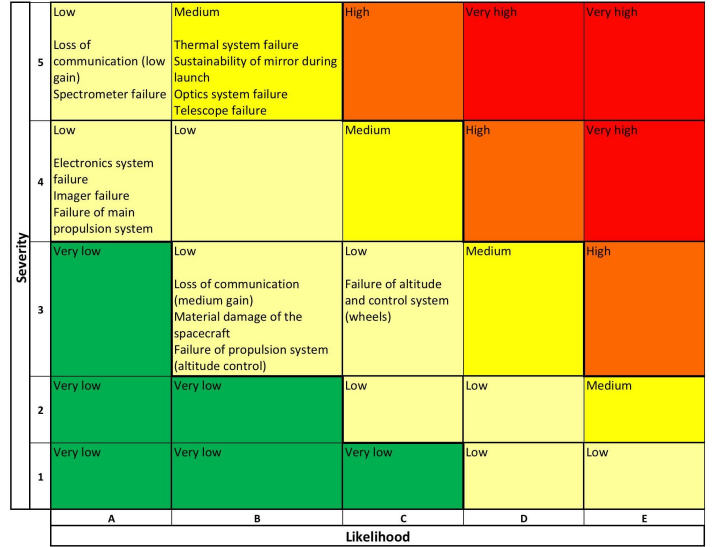 Low
Loss of
communication (low
gain)
Spectrometer failure
Medium
Thermal system failure
Sustainability of mirror during
launch
Optics system failure
Telescope failure
High
Very high
Very high
5
Low
Electronics system
failure
Imager failure
Failure of main
propulsion system
Low
Medium
High
Very high
4
Severity
Very low
Low
Loss of communication
(medium gain)
Material damage of the
spacecraft
Failure of propulsion system
(altitude control)
Low
Failure of altitude
and control system
(wheels)
Medium
High
3
Very low
Very low
Low
Low
Medium
2
Very low
Very low
Very low
Low
Low
1
A
B
C
D
E
Likelihood